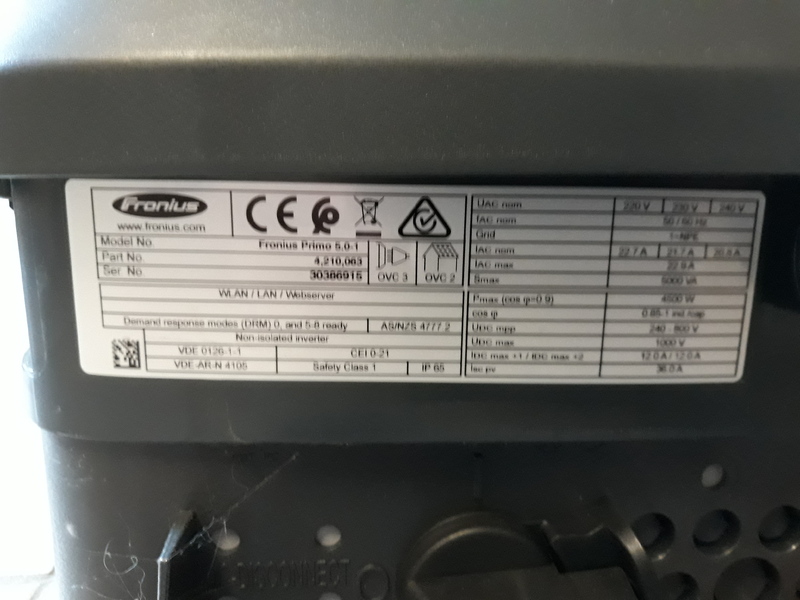 Fronius
www.fronius.com
CE
Model No. Fronius Primo 5.0-1
Part No. 4,210,063
Ser. No. 30386915
OVC 3 OVC 2
WLAN / LAN / Webserver
Demand response modes (DRM) 0, and 5-8 ready AS/NZS 4777.2
Non-isolated inverter
VDE 0126-1-1 CEI 0-21
VDE-AR-N 4105 Safety Class 1 IP 65
UAC nom 220 V 230 V 240 V
fAC nom 50 / 60 Hz
Grid 1~NPE
IAC nom 22.7 A 21.7 A 20.8 A
IAC max 22.9 A
Smax 5000 VA
Pmax (cos φ=0.9) 4500 W
cos φ 0.85-1 ind./cap
UDC mpp 240 - 800 V
UDC max 1000 V
IDC max +1 / IDC max +2 12.0 A / 12.0 A
Isc pv 36.0 A
DISCONNECT